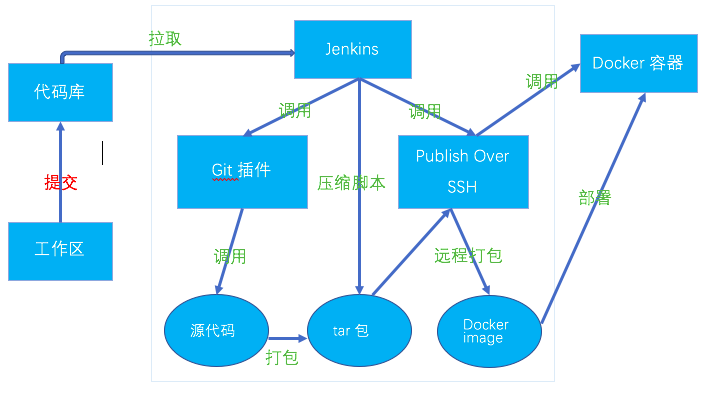 拉取
Jenkins
Docker 容器
代码库
调用
调用
调用
提交
Git 插件
Publish Over
SSH
压缩脚本
部署
工作区
调用
远程打包
源代码
tar 包
Docker
image
打包